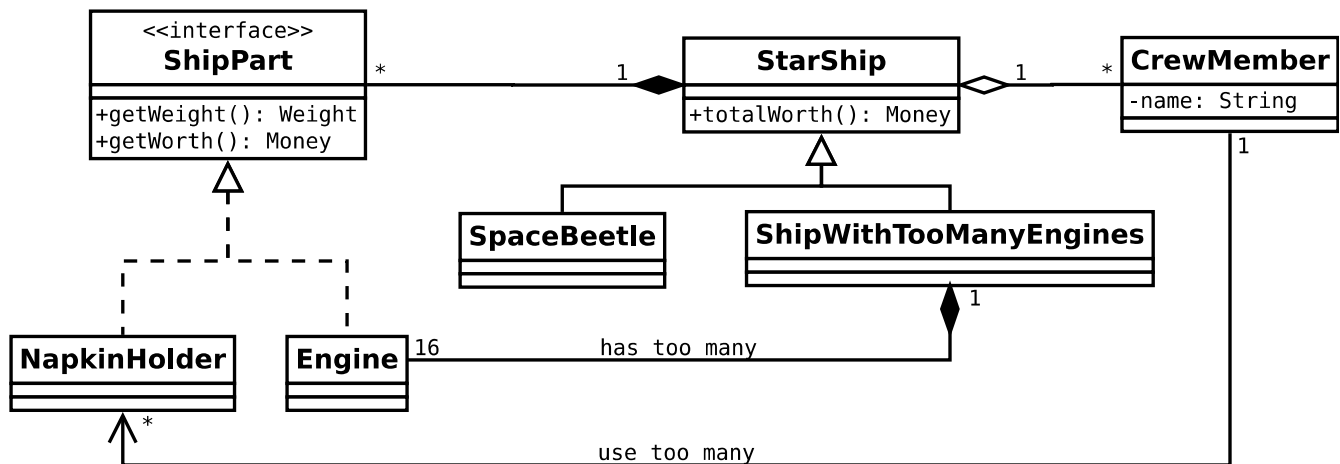 <<interface>>
ShipPart
+getWeight(): Weight
+getWorth(): Money
*
1
StarShip
+totalWorth(): Money
1
*
CrewMember
-name: String
1
SpaceBeetle
ShipWithTooManyEngines
1
NapkinHolder
Engine
16
has too many
*
use too many